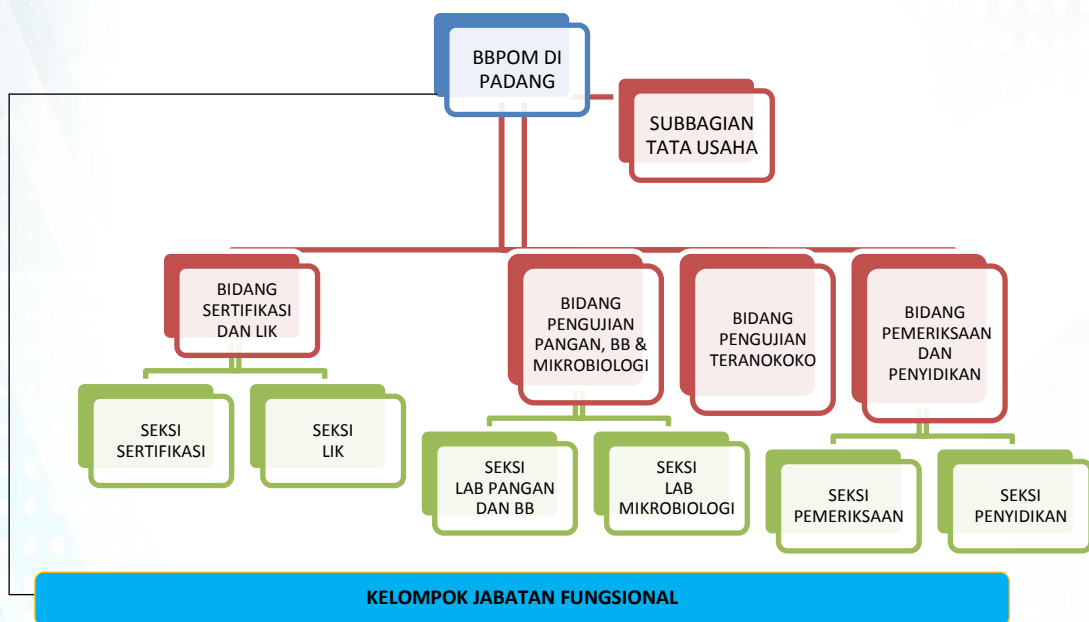 BBPOM DI
PADANG
SUBBAGIAN
TATA USAHA
BIDANG
SERTIFIKASI
DAN LIK
BIDANG
PENGUJIAN
PANGAN, BB &
MIKROBIOLOGI
BIDANG
PENGUJIAN
TERANOKOKO
BIDANG
PEMERIKSAAN
DAN
PENYIDIKAN
SEKSI
SERTIFIKASI
SEKSI
LIK
SEKSI
LAB PANGAN
DAN BB
SEKSI
LAB
MIKROBIOLOGI
SEKSI
PEMERIKSAAN
SEKSI
PENYIDIKAN
KELOMPOK JABATAN FUNGSIONAL